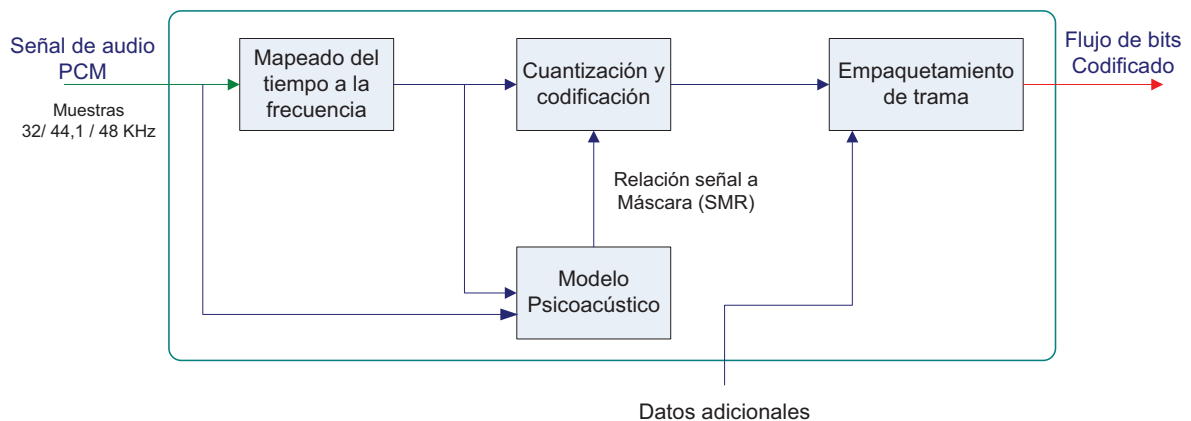 Señal de audio
PCM
Muestras
32/ 44,1 / 48 KHz
Mapeado del
tiempo a la
frecuencia
Cuantización y
codificación
Empaquetamiento
de trama
Flujo de bits
Codificado
Relación señal a
Máscara (SMR)
Modelo
Psicoacústico
Datos adicionales